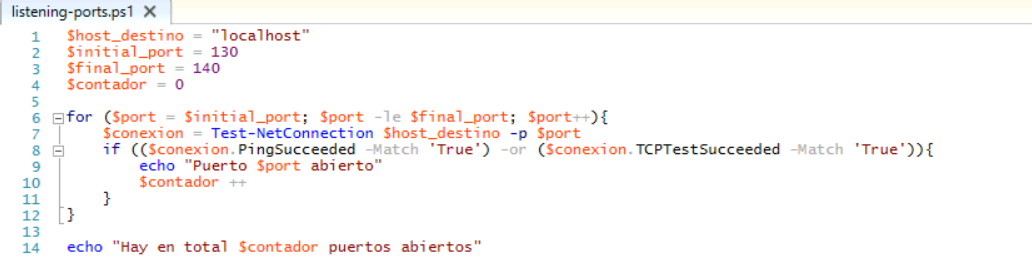 listening-ports.ps1 X
1 $host_destino = "localhost"
2 $initial_port = 130
3 $final_port = 140
4 $contador = 0
5
6 for ($port = $initial_port; $port -le $final_port; $port++){
7 $conexion = Test-NetConnection $host_destino -p $port
8 if (($conexion.PingSucceeded -Match 'True') -or ($conexion.TCPTestSucceeded -Match 'True')){
9 echo "Puerto $port abierto"
10 $contador ++
11 }
12 }
13
14 echo "Hay en total $contador puertos abiertos"